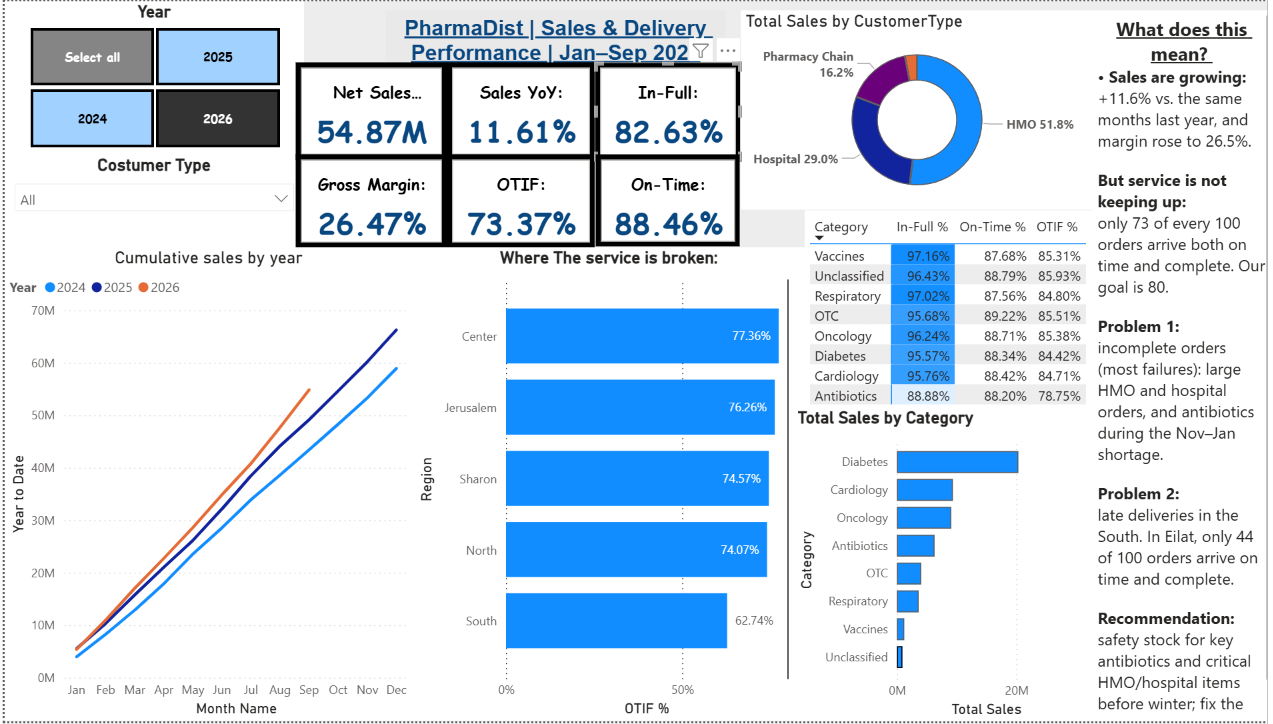 Year
Select all
2025
2024
2026
Costumer Type
All
PharmaDist | Sales & Delivery
Performance | Jan–Sep 202
Net Sales...
54.87M
Sales YoY:
11.61%
In-Full:
82.63%
Gross Margin:
26.47%
OTIF:
73.37%
On-Time:
88.46%
Total Sales by CustomerType
Pharmacy Chain
16.2%
HMO 51.8%
Hospital 29.0%
Category In-Full % On-Time % OTIF %
Vaccines 97.16% 87.68% 85.31%
Unclassified 96.43% 88.79% 85.93%
Respiratory 97.02% 87.56% 84.80%
OTC 95.68% 89.22% 85.51%
Oncology 96.24% 88.71% 85.38%
Diabetes 95.57% 88.34% 84.42%
Cardiology 95.76% 88.42% 84.71%
Antibiotics 88.88% 88.20% 78.75%
Cumulative sales by year
Year 2024 2025 2026
Year to Date
70M
60M
50M
40M
30M
20M
10M
0M
Jan Feb Mar Apr May Jun Jul Aug Sep Oct Nov Dec
Month Name
Where The service is broken:
Region
Center 77.36%
Jerusalem 76.26%
Sharon 74.57%
North 74.07%
South 62.74%
0% 50%
OTIF %
Total Sales by Category
Category
Diabetes
Cardiology
Oncology
Antibiotics
OTC
Respiratory
Vaccines
Unclassified
0M 20M
Total Sales
What does this
mean?
• Sales are growing:
+11.6% vs. the same
months last year, and
margin rose to 26.5%.
But service is not
keeping up:
only 73 of every 100
orders arrive both on
time and complete. Our
goal is 80.
Problem 1:
incomplete orders
(most failures): large
HMO and hospital
orders, and antibiotics
during the Nov–Jan
shortage.
Problem 2:
late deliveries in the
South. In Eilat, only 44
of 100 orders arrive on
time and complete.
Recommendation:
safety stock for key
antibiotics and critical
HMO/hospital items
before winter; fix the